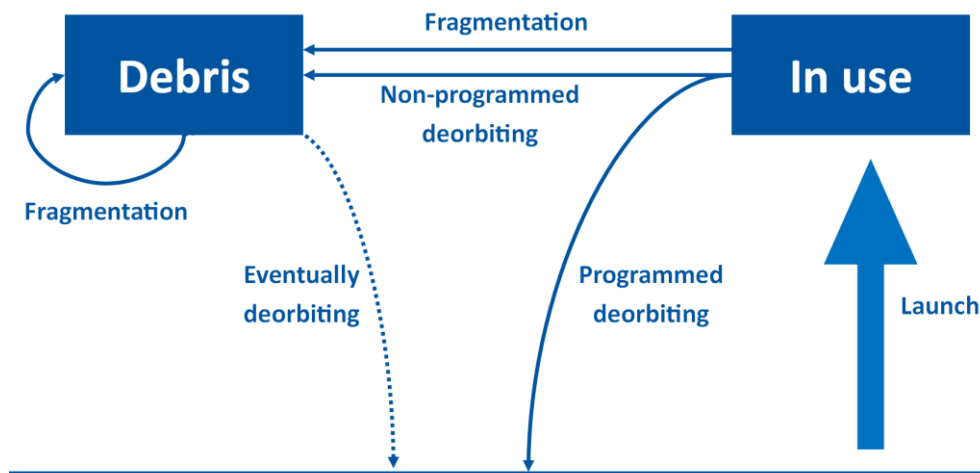 Fragmentation
Debris
In use
Non-programmed
deorbiting
Fragmentation
Eventually
deorbiting
Programmed
deorbiting
Launch